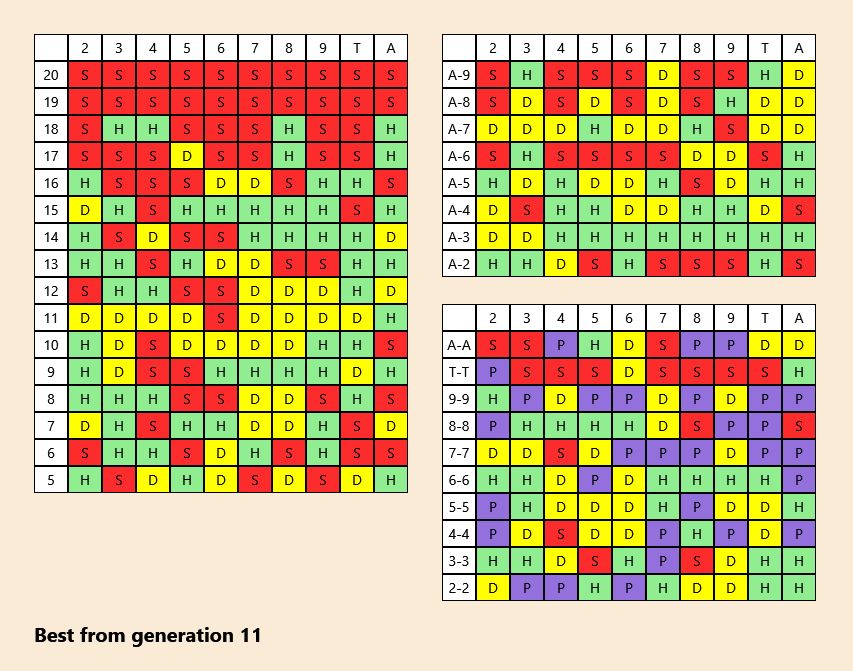 2 3 4 5 6 7 8 9 T A
20 S S S S S S S S S S
19 S S S S S S S S S S
18 S H H S S S H S S H
17 S S S D S S H S S H
16 H S S S D D S H H S
15 D H S H H H H H S H
14 H S D S S H H H H D
13 H H S H D D S S H H
12 S H H S S D D D H D
11 D D D D S D D D D H
10 H D S D D D D H H S
9 H D S S H H H H D H
8 H H H S S D D S H S
7 D H S H H D D H S D
6 S H H S D H S H S S
5 H S D H D S D S D H
2 3 4 5 6 7 8 9 T A
A-9 S H S S S D S S H D
A-8 S D S D S D S H D D
A-7 D D D H D D H S D D
A-6 S H S S S S D D S H
A-5 H D H D D H S D H H
A-4 D S H H D D H H D S
A-3 D D H H H H H H H H
A-2 H H D S H S S S H S
2 3 4 5 6 7 8 9 T A
A-A S S P H D S P P D D
T-T P S S S D S S S S H
9-9 H P D P P D P D P P
8-8 P H H H H D S P P S
7-7 D D S D P P P D P P
6-6 H H D P D H H H H P
5-5 P H D D D H P D D H
4-4 P D S D D P H P D P
3-3 H H D S H P S D H H
2-2 D P P H P H D D H H
Best from generation 11